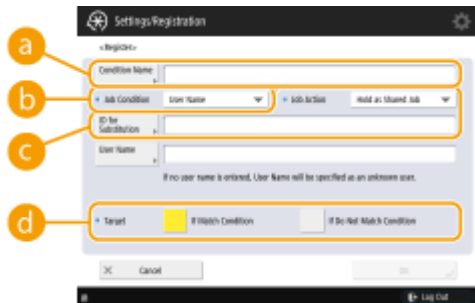 Settings/Registration
<Register>
a
Condition Name
b
Job Condition
User Name
Job Action
Hold as Shared Job
c
ID for
Substitution
User Name
If no user name is entered, User Name will be specified as an unknown user.
d
Target
If Match Condition
If Do Not Match Condition
Cancel
OK
Log Out